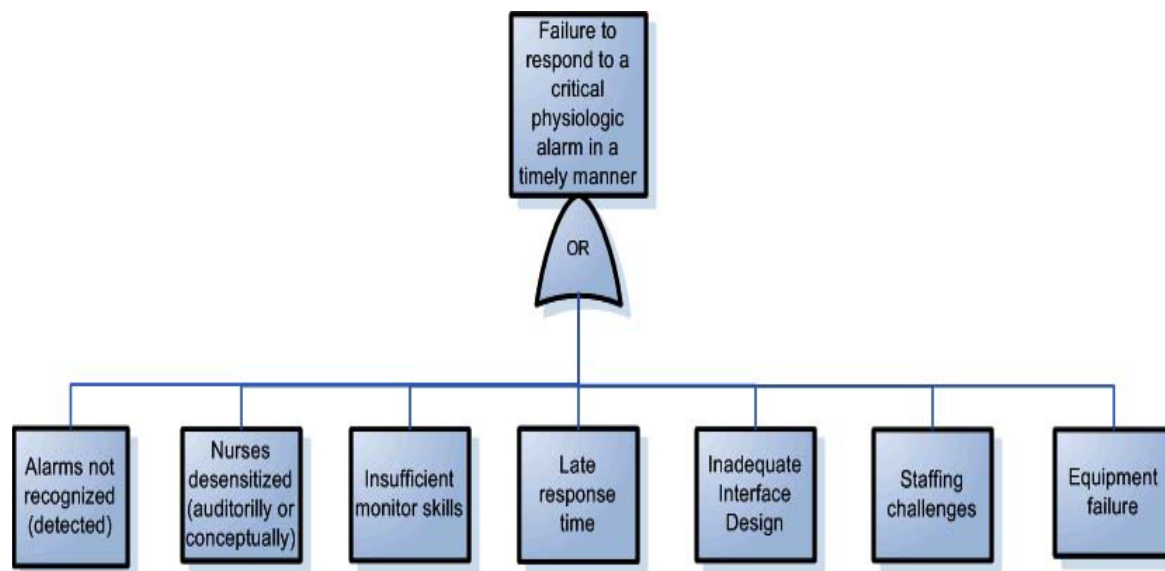 Failure to
respond to a
critical
physiologic
alarm in a
timely manner
OR
Alarms not
recognized
(detected)
Nurses
desensitized
(auditorilly or
conceptually)
Insufficient
monitor skills
Late
response
time
Inadequate
Interface
Design
Staffing
challenges
Equipment
failure